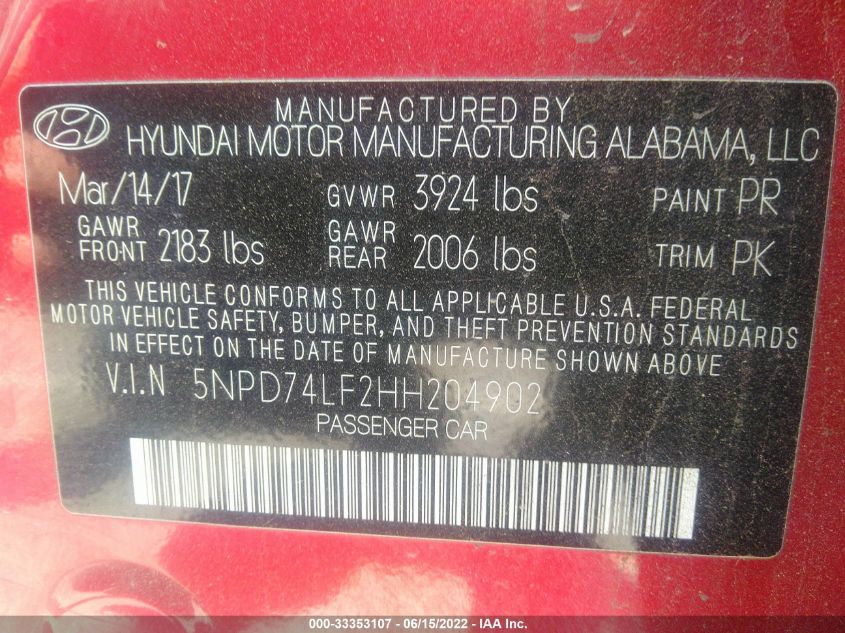 MANUFACTURED BY
HYUNDAI MOTOR MANUFACTURING ALABAMA, LLC
Mar/14/17 GVWR 3924 lbs PAINT PR
GAWR FRONT 2183 lbs GAWR REAR 2006 lbs TRIM PK
THIS VEHICLE CONFORMS TO ALL APPLICABLE U.S.A. FEDERAL
MOTOR VEHICLE SAFETY, BUMPER, AND THEFT PREVENTION STANDARDS
IN EFFECT ON THE DATE OF MANUFACTURE SHOWN ABOVE.
V.I.N 5NPD74LF2HH204902
PASSENGER CAR
000-33353107 - 06/15/2022 - IAA Inc.